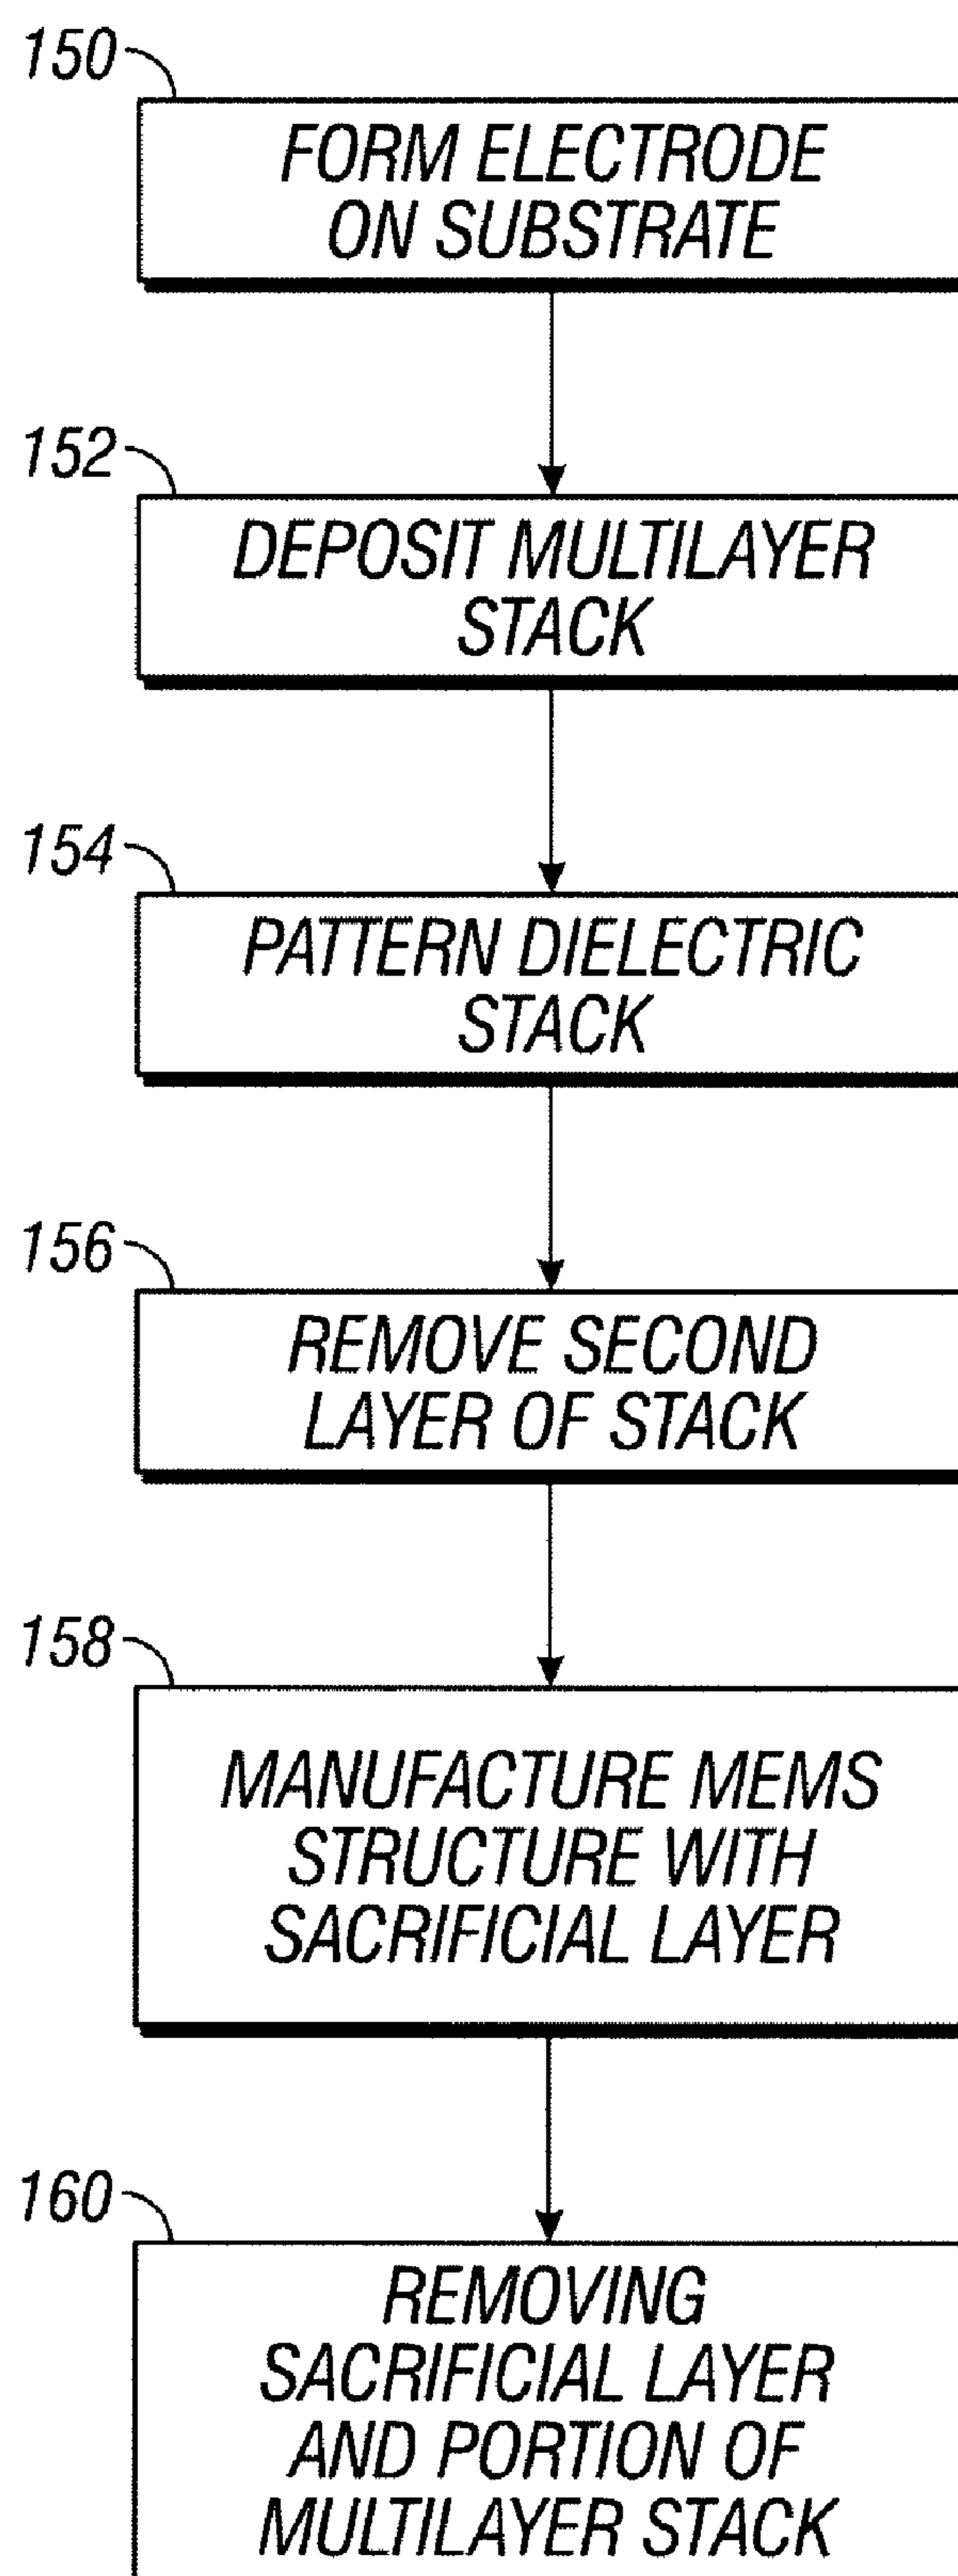 150
FORM ELECTRODE
ON SUBSTRATE
152
DEPOSIT MULTILAYER
STACK
154
PATTERN DIELECTRIC
STACK
156
REMOVE SECOND
LAYER OF STACK
158
MANUFACTURE MEMS
STRUCTURE WITH
SACRIFICIAL LAYER
160
REMOVING
SACRIFICIAL LAYER
AND PORTION OF
MULTILAYER STACK